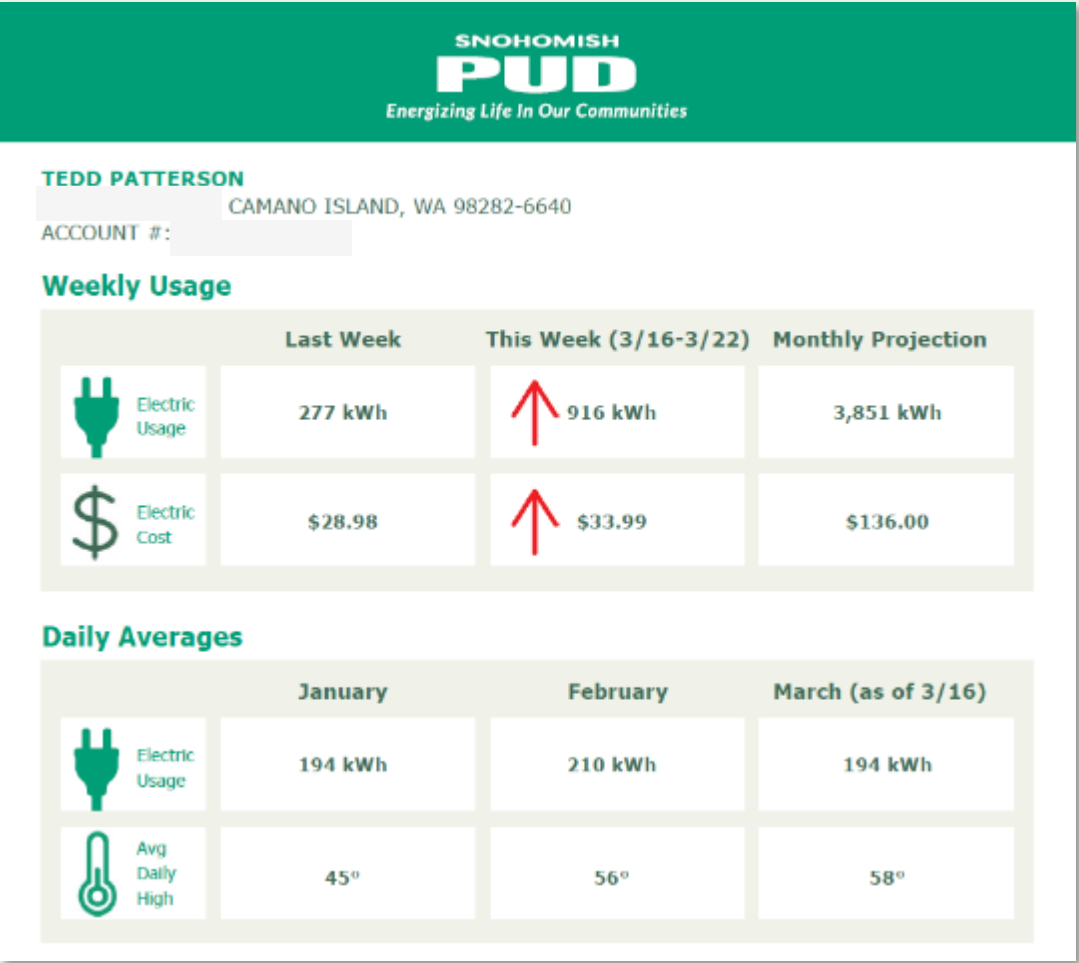 SNOHOMISH
PUD
Energizing Life In Our Communities
TEDD PATTERSON
CAMANO ISLAND, WA 98282-6640
ACCOUNT #:
Weekly Usage
Last Week This Week (3/16-3/22) Monthly Projection
Electric Usage 277 kWh 916 kWh 3,851 kWh
$ Electric Cost $28.98 $33.99 $136.00
Daily Averages
January February March (as of 3/16)
Electric Usage 194 kWh 210 kWh 194 kWh
Avg Daily High 45° 56° 58°